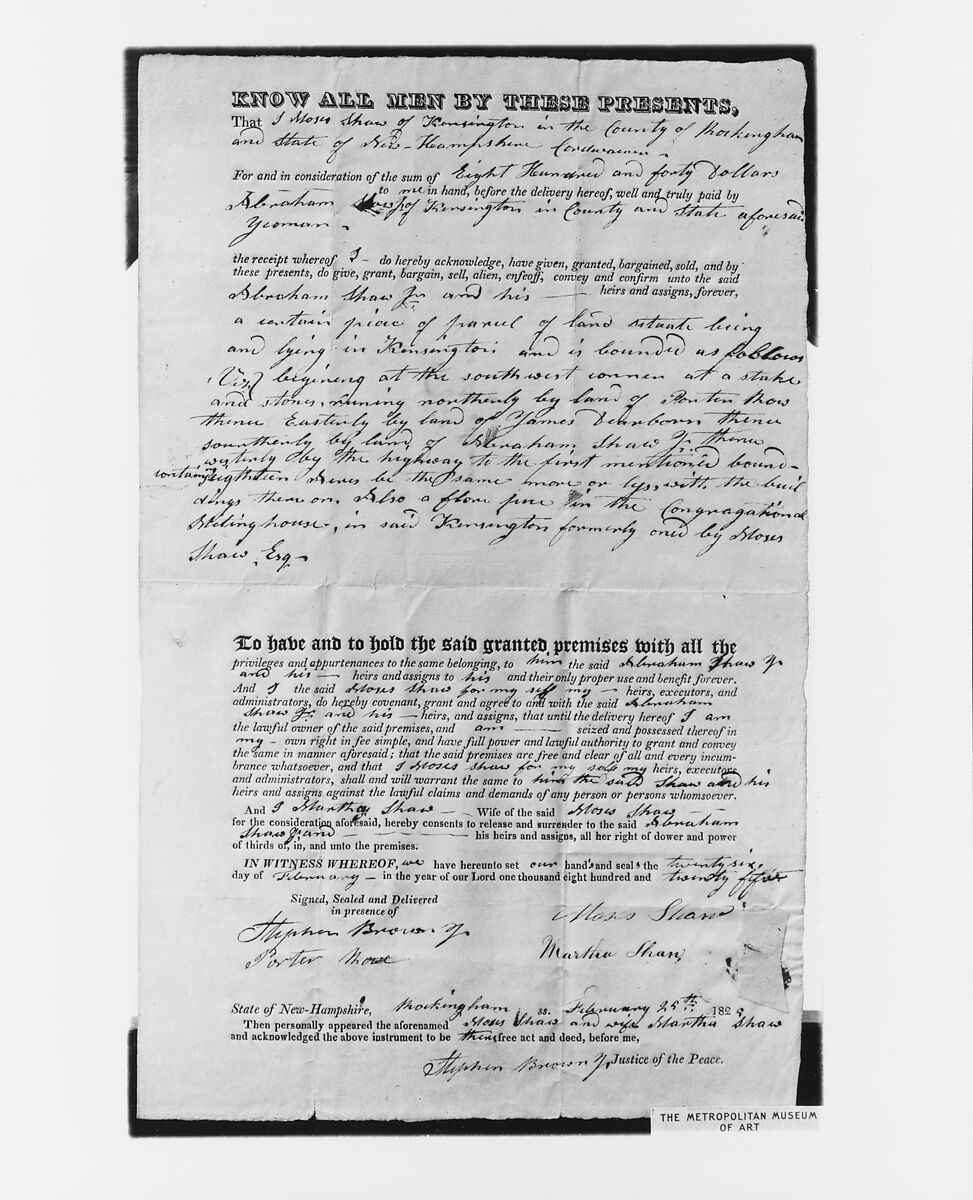 KNOW ALL MEN BY THESE PRESENTS,
That I Moses Shaw of Kensington in the County of Rockingham
and State of New-Hampshire Cordwainer
For and in consideration of the sum of Eight Hundred and forty Dollars
to me in hand, before the delivery hereof, well and truly paid by
Abraham Shaw Jr of Kensington in County and State aforesaid
Yeoman
the receipt whereof I do hereby acknowledge, have given, granted, bargained, sold, and by
these presents, do give, grant, bargain, sell, alien, enfeoff, convey and confirm unto the said
Abraham Shaw Jr and his heirs and assigns, forever,
a certain piece of parcel of land situate being
and lying in Kensington and is bounded as follows
(Viz) begining at the southwest corner at a stake
and stones, runing northerly by land of Porter Rowe
thence Easterly by land of James Dearborn thence
sourtherly by land of Abraham Shaw Jr thence
westerly by the highway to the first mentioned bound-
containing eighteen Acres be the same more or less, with the buil
dings there on Also a flore pew in the Congragational
Meetinghouse, in said Kensington formerly oned by Moses
Shaw Esq
To have and to hold the said granted premises with all the
privileges and appurtenances to the same belonging, to him the said Abraham Shaw Jr
and his heirs and assigns to his and their only proper use and benefit forever.
And I the said Moses Shaw for my self my heirs, executors, and
administrators, do hereby covenant, grant and agree to and with the said Abraham
Shaw Jr and his heirs, and assigns, that until the delivery hereof I am
the lawful owner of the said premises, and am seized and possessed thereof in
my own right in fee simple, and have full power and lawful authority to grant and convey
the same in manner aforesaid; that the said premises are free and clear of all and every incum-
brance whatsoever, and that I Moses Shaw for my self my heirs, executors
and administrators, shall and will warrant the same to him the said Shaw and his
heirs and assigns against the lawful claims and demands of any person or persons whomsoever.
And I Martha Shaw Wife of the said Moses Shaw
for the consideration aforesaid, hereby consents to release and surrender to the said Abraham
Shaw Jr and his heirs and assigns, all her right of dower and power
of thirds of, in, and unto the premises.
IN WITNESS WHEREOF, we have hereunto set our hands and seals the twenty six
day of February in the year of our Lord one thousand eight hundred and twenty
Signed, Sealed and Delivered
in presence of
Moses Shaw
Stephen Brown Jr
Martha Shaw
Porter Rowe
State of New-Hampshire, Rockingham ss. February 182
Then personally appeared the aforenamed Moses Shaw and wife Martha Shaw
and acknowledged the above instrument to be their free act and deed, before me,
Stephen Brown Jr Justice of the Peace.
THE METROPOLITAN MUSEUM
OF ART